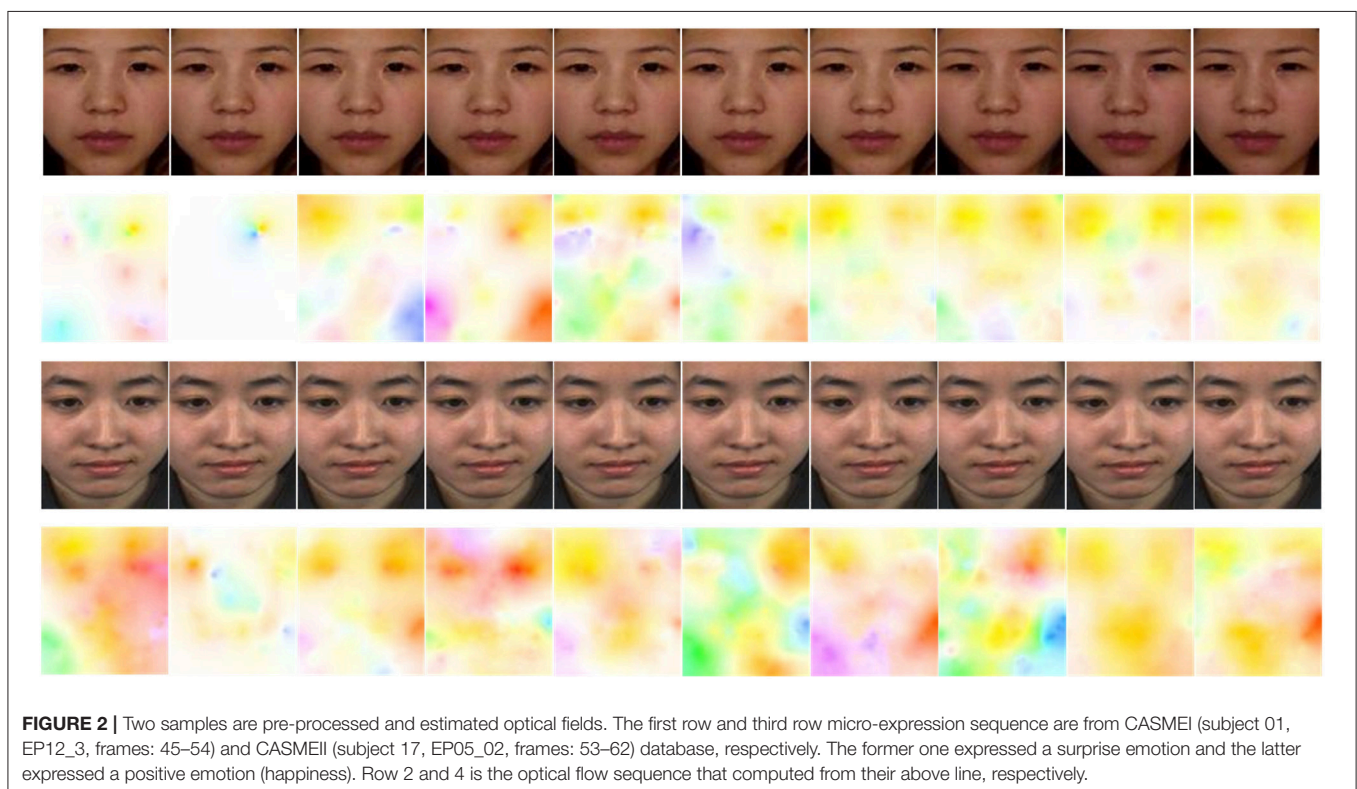 FIGURE 2 | Two samples are pre-processed and estimated optical fields. The first row and third row micro-expression sequence are from CASMEI (subject 01,
EP12_3, frames: 45–54) and CASMEII (subject 17, EP05_02, frames: 53–62) database, respectively. The former one expressed a surprise emotion and the latter
expressed a positive emotion (happiness). Row 2 and 4 is the optical flow sequence that computed from their above line, respectively.